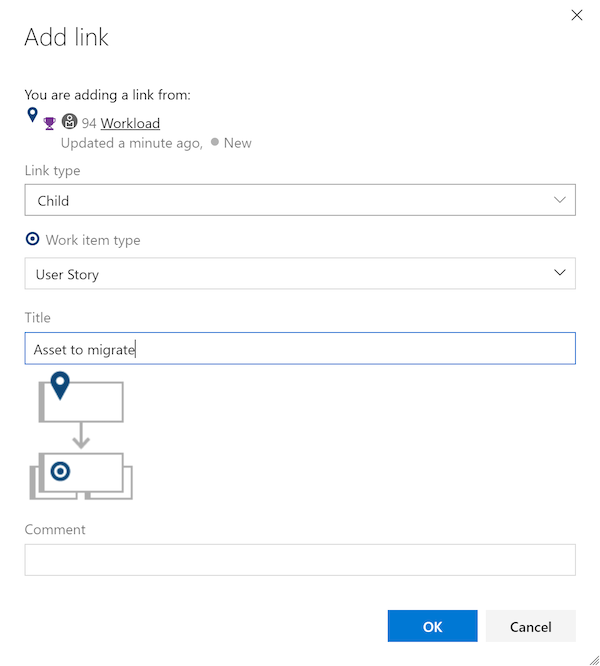 Add link
You are adding a link from:
94 Workload
Updated a minute ago, New
Link type
Child
Work item type
User Story
Title
Asset to migrate
Comment
OK Cancel